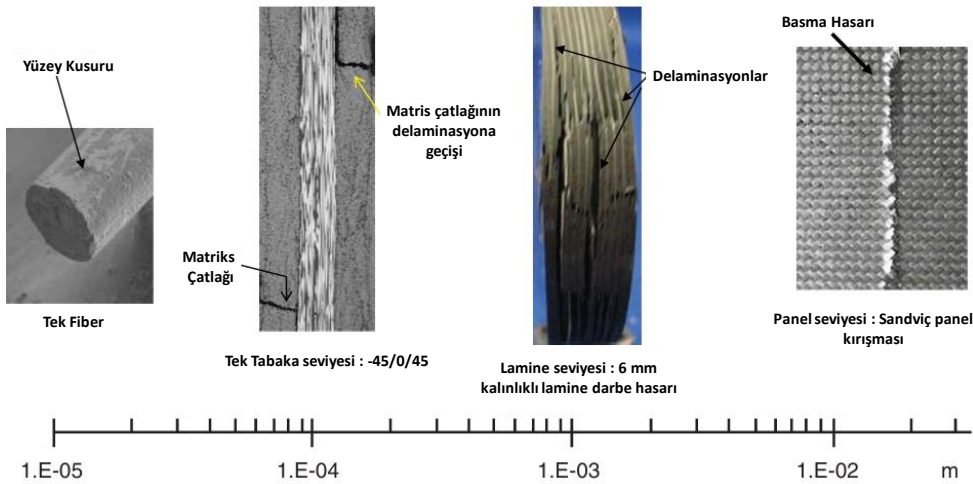 Yüzey Kusuru
Tek Fiber
Matris çatlağının
delaminasyona
geçişi
Matriks
Çatlağı
Tek Tabaka seviyesi : -45/0/45
Delaminasyonlar
Lamine seviyesi : 6 mm
kalınlıklı lamine darbe hasarı
Basma Hasarı
Panel seviyesi : Sandviç panel
kırışması
1.E-05
1.E-04
1.E-03
1.E-02
m